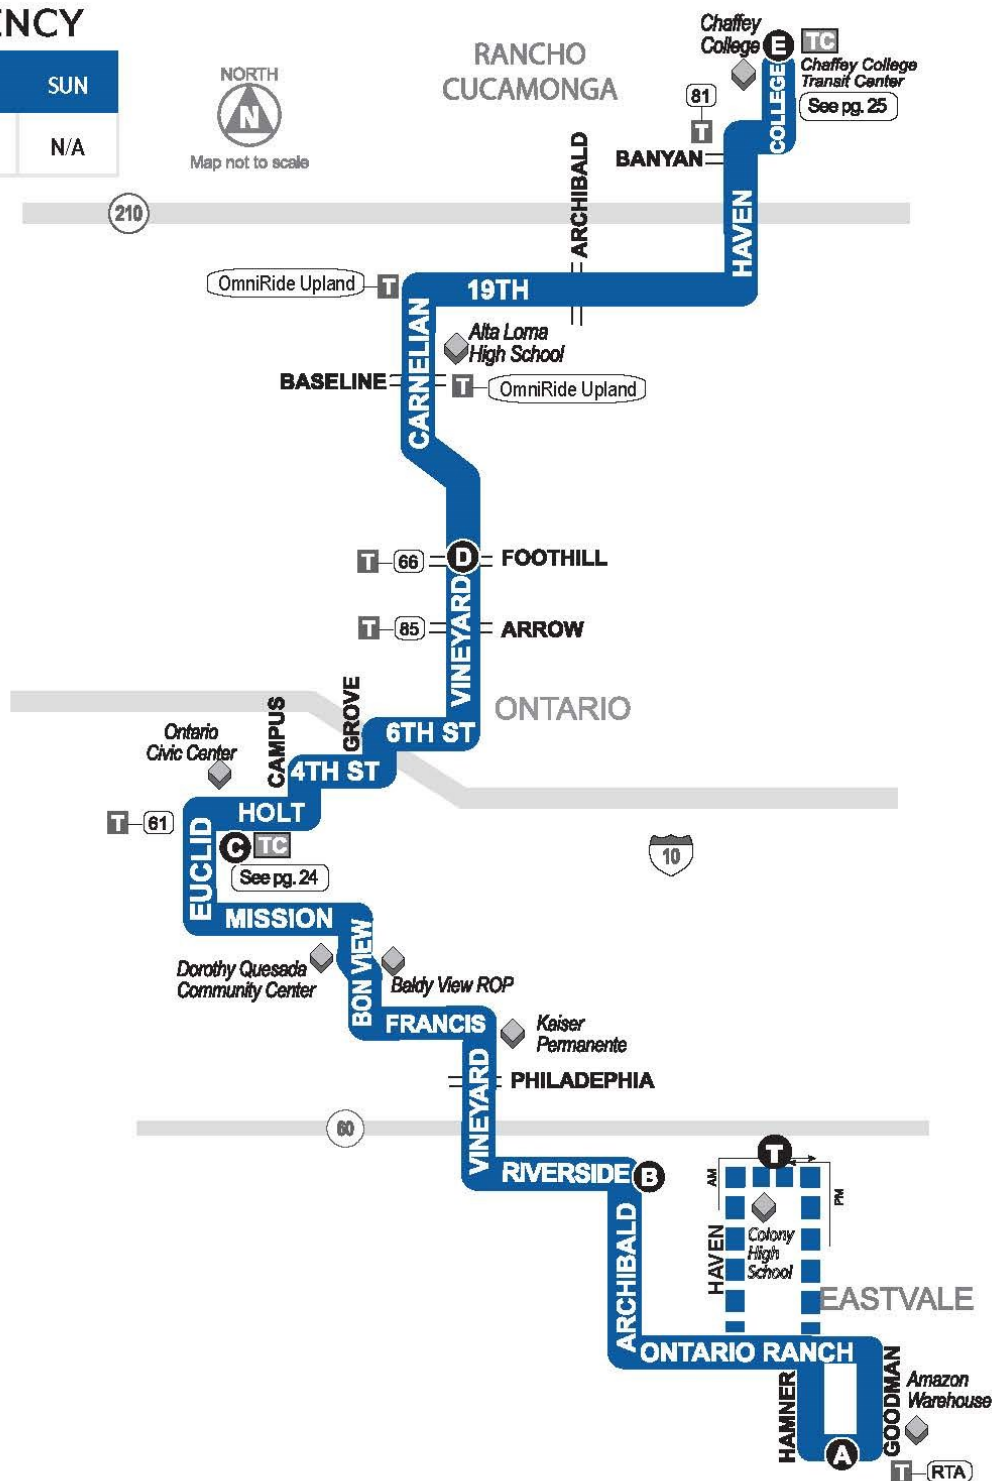 ENCY
SUN
N/A
NORTH
N
Map not to scale
RANCHO
CUCAMONGA
Chaffey
College
E
TC
Chaffey College
Transit Center
See pg. 25
COLLEGE
81
T
BANYAN
ARCHIBALD
210
HAVEN
OmniRide Upland
T
19TH
CARNELIAN
Alta Loma
High School
BASELINE
T
OmniRide Upland
T
66
D
FOOTHILL
VINEYARD
T
85
ARROW
ONTARIO
GROVE
6TH ST
CAMPUS
4TH ST
Ontario
Civic Center
HOLT
T
61
EUCLID
C
TC
See pg. 24
10
MISSION
BON VIEW
Dorothy Quesada
Community Center
Baldy View ROP
FRANCIS
Kaiser
Permanente
VINEYARD
PHILADEPHIA
60
RIVERSIDE
B
T
AM
PM
ARCHIBALD
HAVEN
Colony
High
School
EASTVALE
ONTARIO RANCH
HAMNER
GOODMAN
Amazon
Warehouse
A
T
RTA